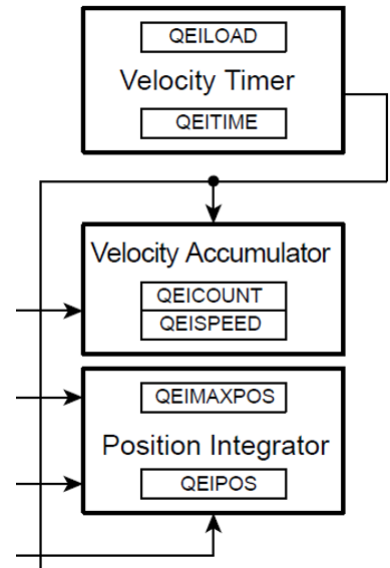 QEILOAD
Velocity Timer
QEITIME
Velocity Accumulator
QEICOUNT
QEISPEED
QEIMAXPOS
Position Integrator
QEIPOS